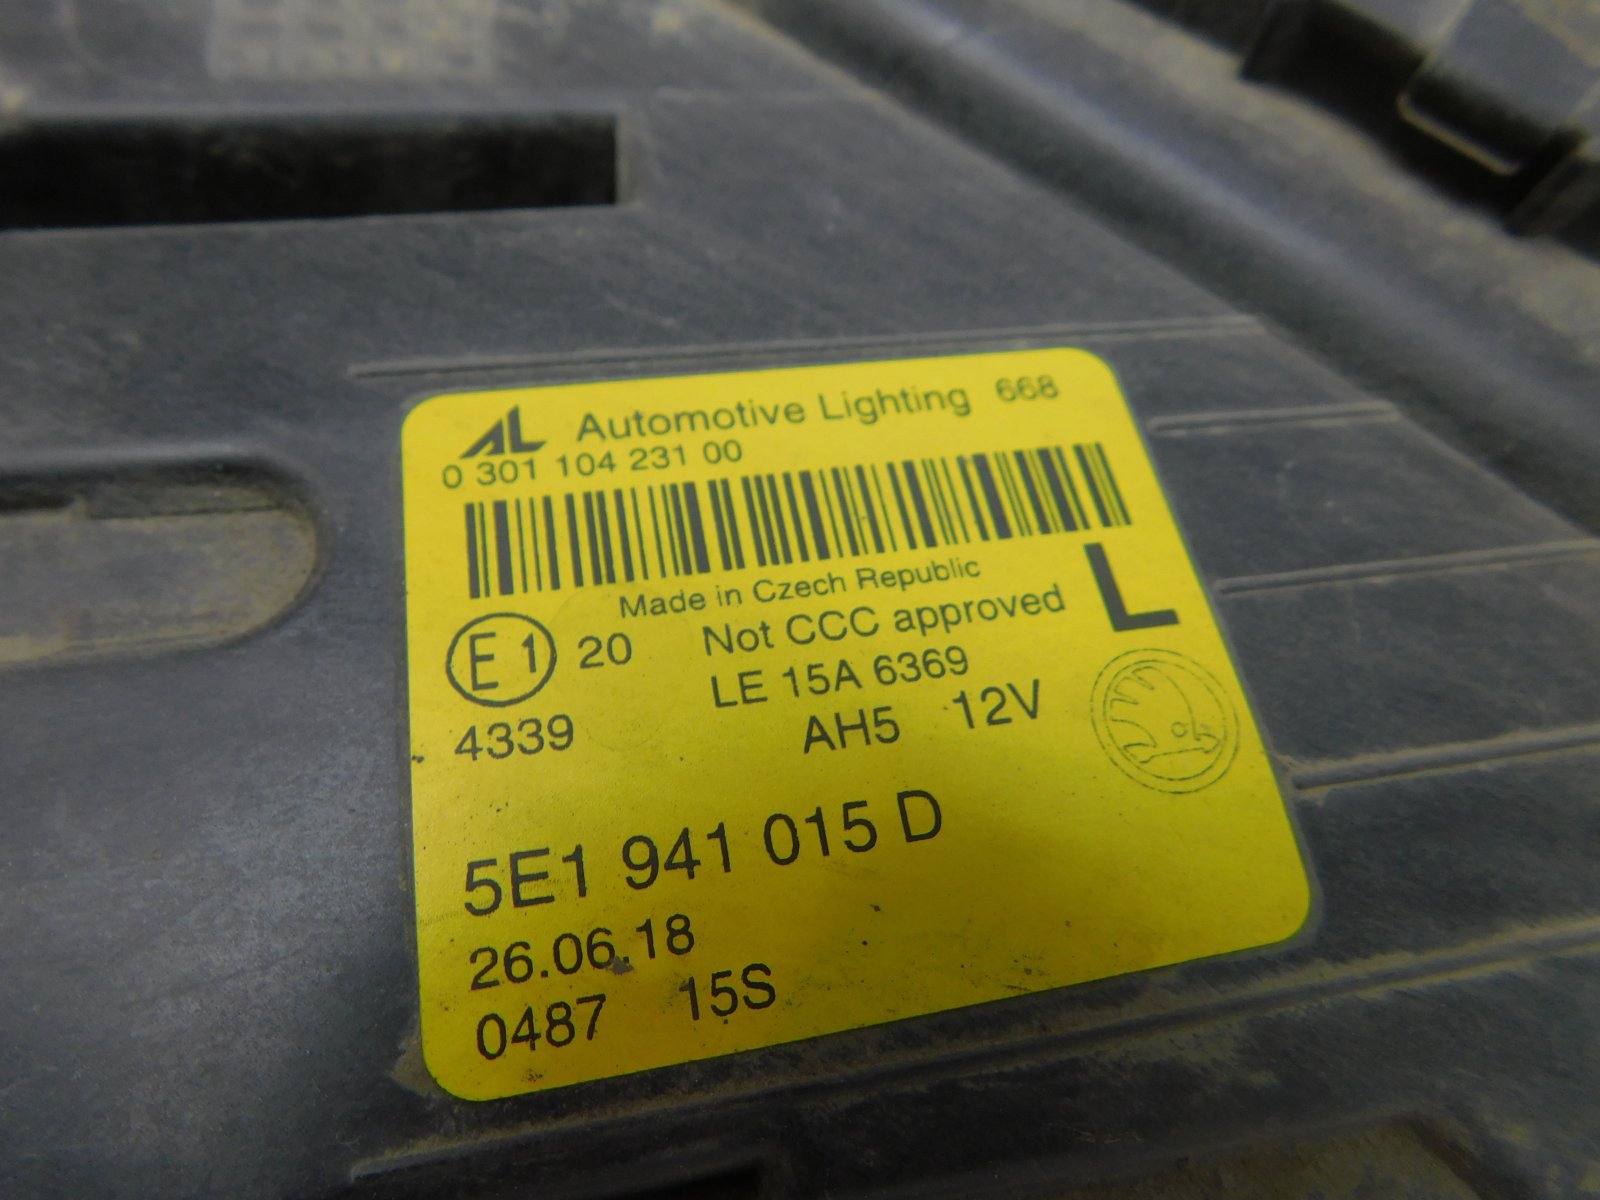 AL Automotive Lighting 668
0 301 104 231 00
Made in Czech Republic
L
E 1 20 Not CCC approved
LE 15A 6369
4339 AH5 12V
5E1 941 015 D
26.06.18
0487 15S